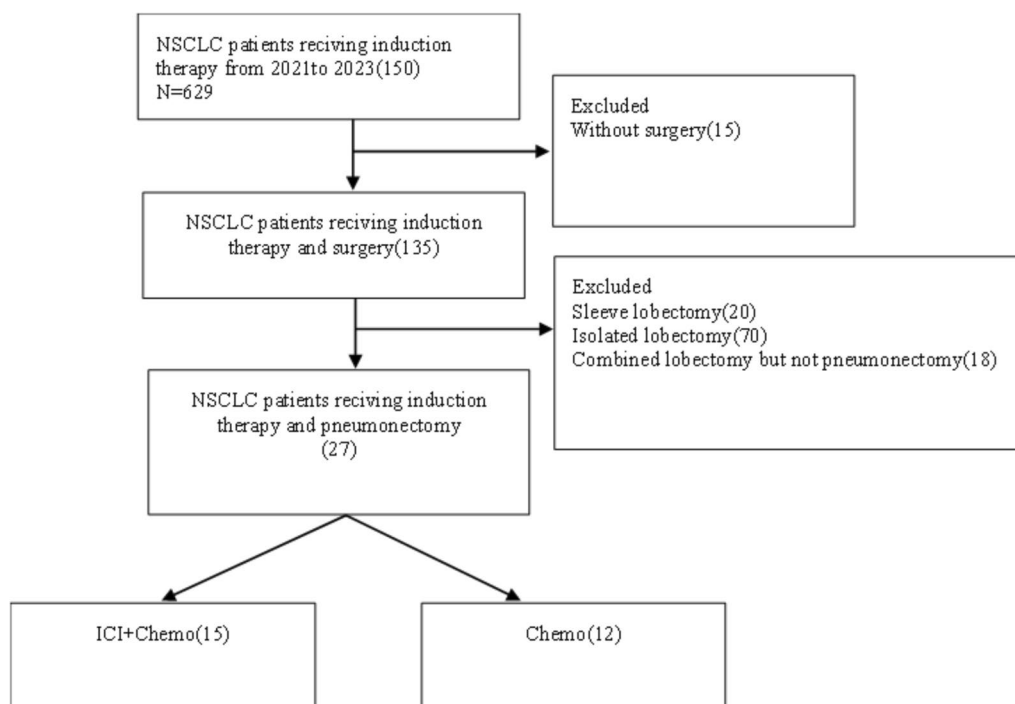 NSCLC patients reciving induction
therapy from 2021to 2023(150)
N=629
Excluded
Without surgery(15)
NSCLC patients reciving induction
therapy and surgery(135)
Excluded
Sleeve lobectomy(20)
Isolated lobectomy(70)
Combined lobectomy but not pneumonectomy(18)
NSCLC patients reciving induction
therapy and pneumonectomy
(27)
ICI+Chemo(15)
Chemo(12)